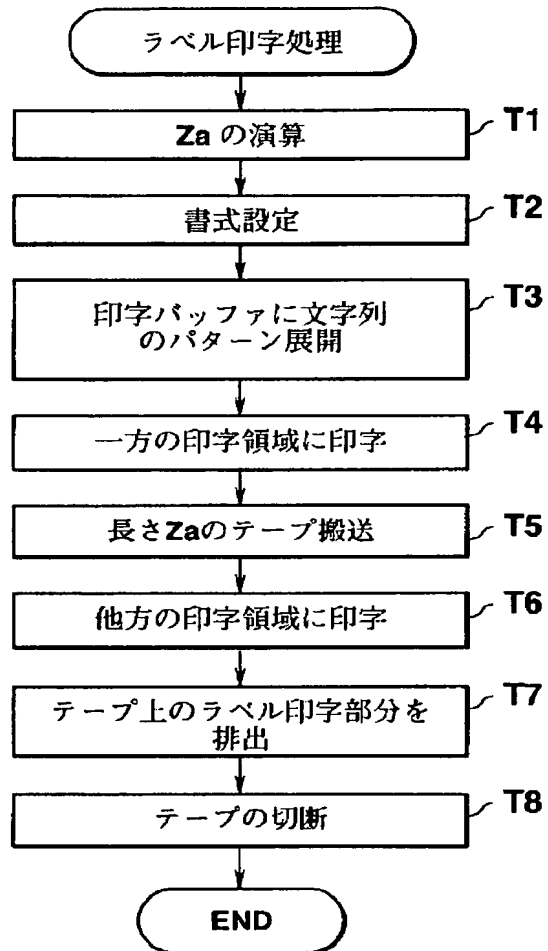 ラベル印字処理
Za の演算
T1
書式設定
T2
印字バッファに文字列
のパターン展開
T3
一方の印字領域に印字
T4
長さZaのテープ搬送
T5
他方の印字領域に印字
T6
テープ上のラベル印字部分を
排出
T7
テープの切断
T8
END